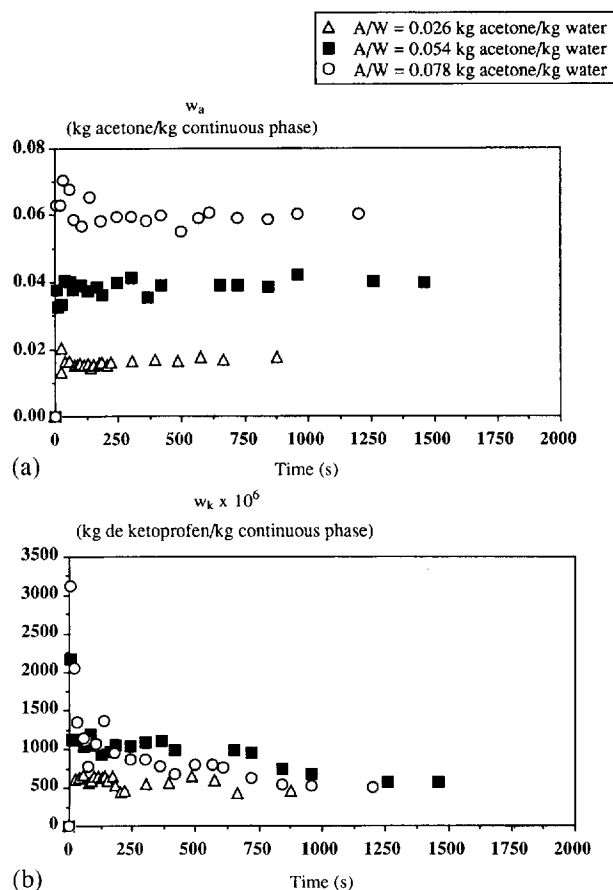 A/W = 0.026 kg acetone/kg water
A/W = 0.054 kg acetone/kg water
A/W = 0.078 kg acetone/kg water
wa
(kg acetone/kg continuous phase)
0.08
0.06
0.04
0.02
0.00
0 250 500 750 1000 1250 1500 1750 2000
(a)
Time (s)
wk x 10^6
(kg de ketoprofen/kg continuous phase)
3500
3000
2500
2000
1500
1000
500
0
0 250 500 750 1000 1250 1500 1750 2000
(b)
Time (s)